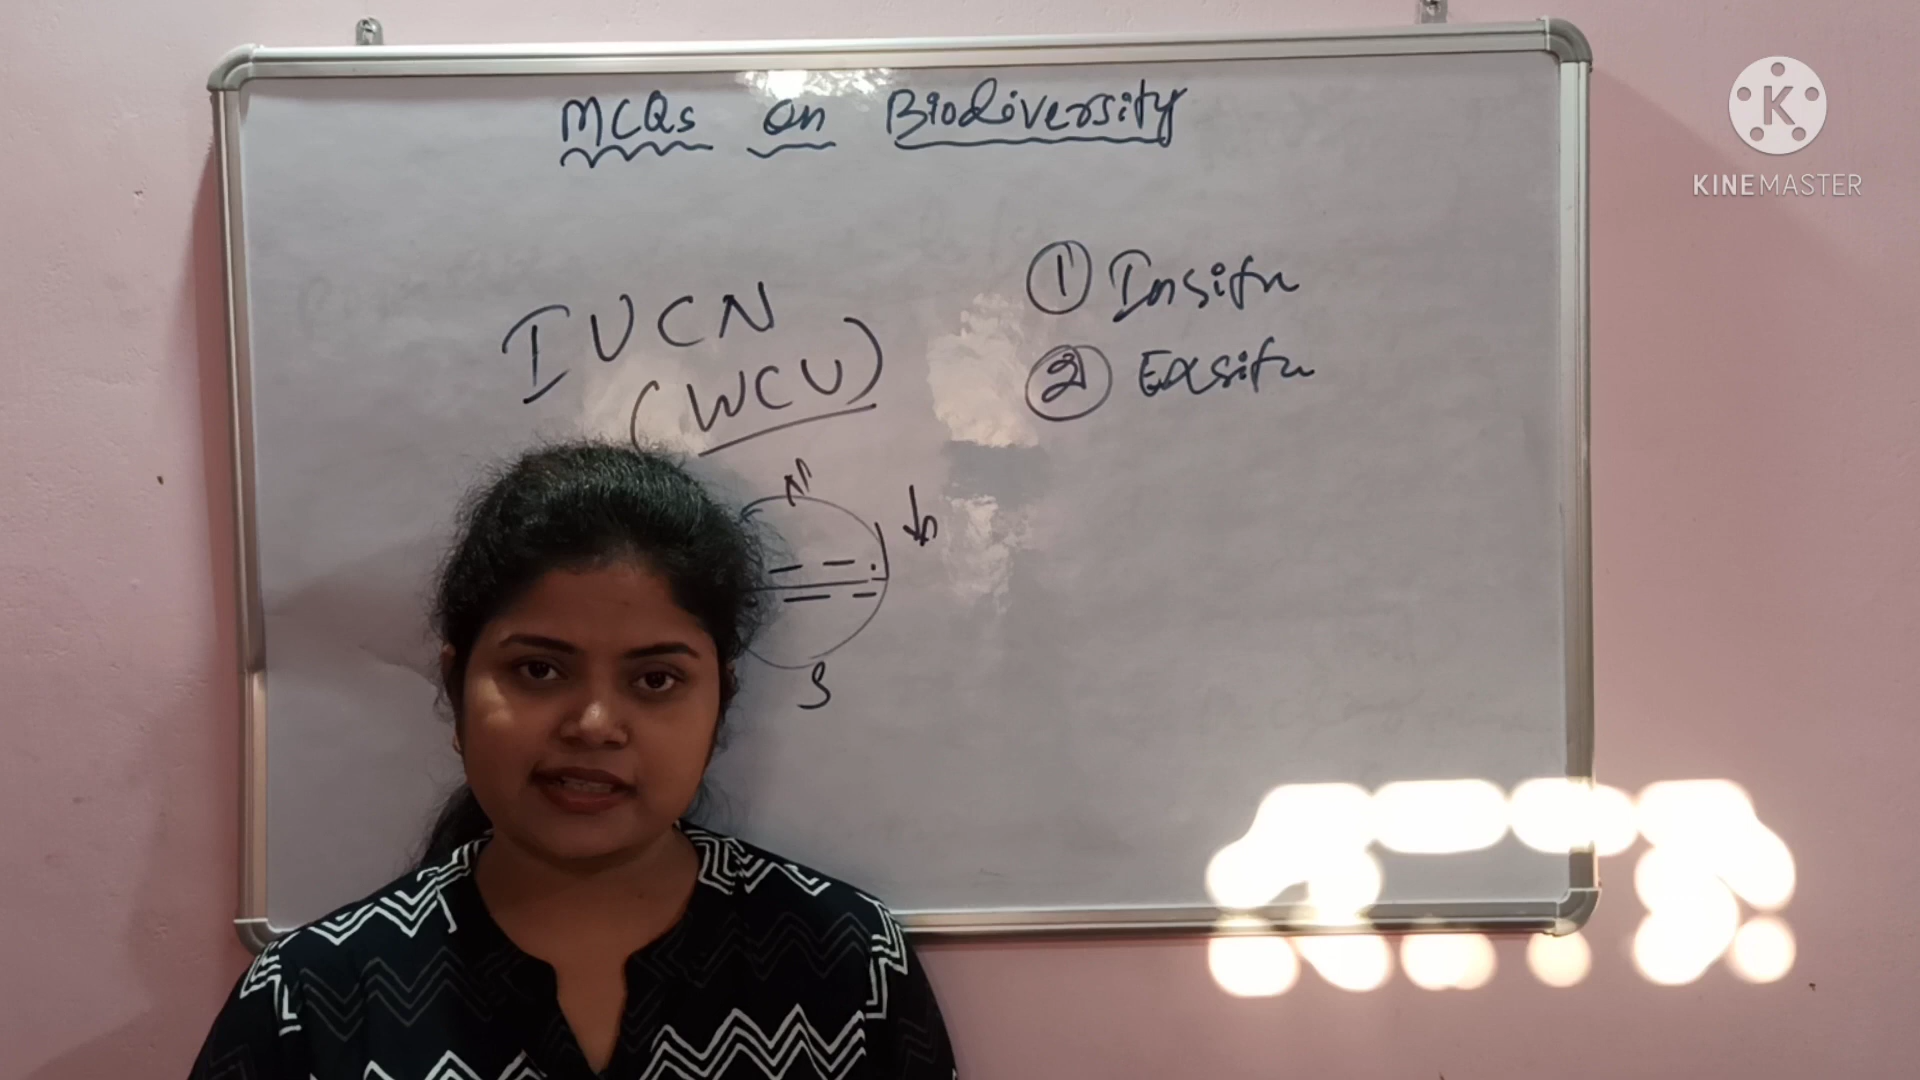 MCQs on Biodiversity
IUCN
(WCU)
① Insitu
② Exsitu
N
S
K
KINEMASTER